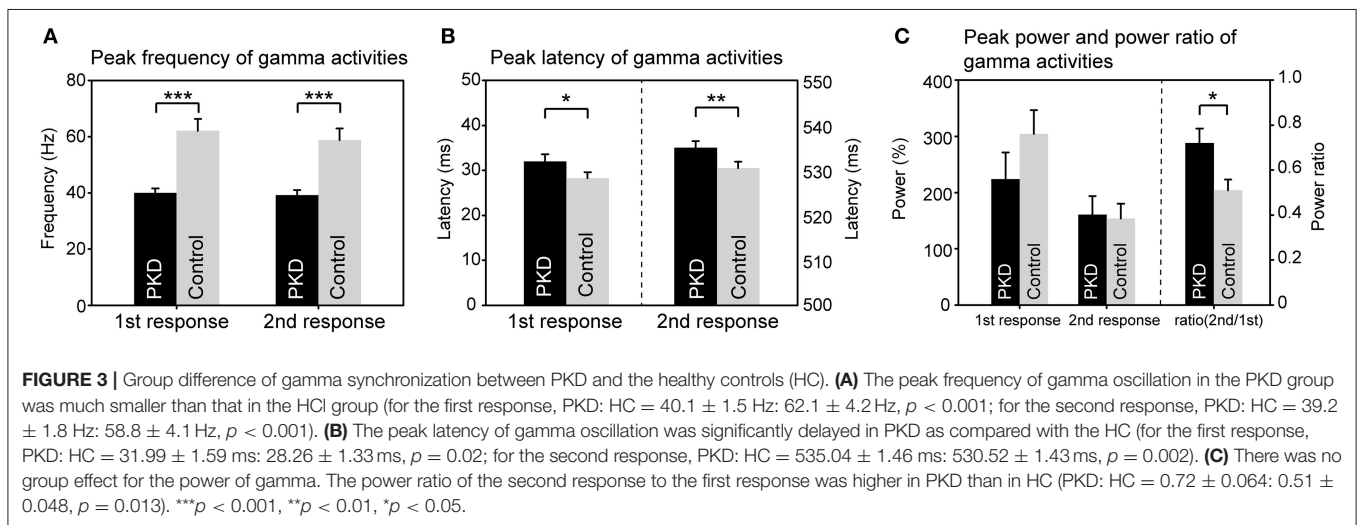 A
Peak frequency of gamma activities
80
60
40
20
0
Frequency (Hz)
***
***
PKD
Control
PKD
Control
1st response
2nd response
B
Peak latency of gamma activities
50
40
30
20
10
0
Latency (ms)
*
**
PKD
Control
PKD
Control
1st response
2nd response
550
540
530
520
510
500
Latency (ms)
C
Peak power and power ratio of
gamma activities
400
300
200
100
0
Power (%)
*
PKD
Control
PKD
Control
PKD
Control
1st response
2nd response
ratio(2nd/1st)
1.0
0.8
0.6
0.4
0.2
0
Power ratio
FIGURE 3 | Group difference of gamma synchronization between PKD and the healthy controls (HC). (A) The peak frequency of gamma oscillation in the PKD group
was much smaller than that in the HCl group (for the first response, PKD: HC = 40.1 ± 1.5 Hz: 62.1 ± 4.2 Hz, p < 0.001; for the second response, PKD: HC = 39.2
± 1.8 Hz: 58.8 ± 4.1 Hz, p < 0.001). (B) The peak latency of gamma oscillation was significantly delayed in PKD as compared with the HC (for the first response,
PKD: HC = 31.99 ± 1.59 ms: 28.26 ± 1.33 ms, p = 0.02; for the second response, PKD: HC = 535.04 ± 1.46 ms: 530.52 ± 1.43 ms, p = 0.002). (C) There was no
group effect for the power of gamma. The power ratio of the second response to the first response was higher in PKD than in HC (PKD: HC = 0.72 ± 0.064: 0.51 ±
0.048, p = 0.013). ***p < 0.001, **p < 0.01, *p < 0.05.